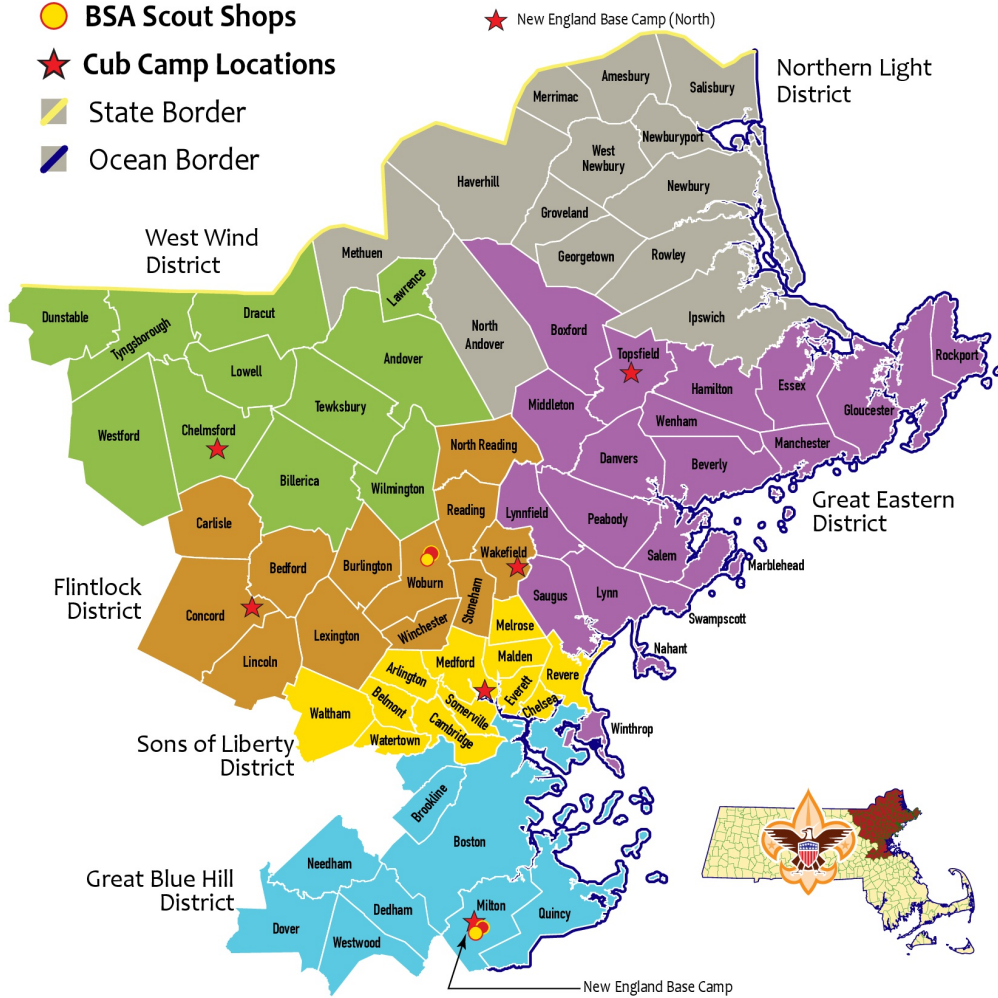 BSA Scout Shops
Cub Camp Locations
State Border
Ocean Border
New England Base Camp (North)
Northern Light
District
Amesbury
Salisbury
Merrimac
Newburyport
West
Newbury
Haverhill
Newbury
Groveland
Georgetown
Rowley
Methuen
West Wind
District
Lawrence
Ipswich
Dunstable
Tyngsborough
Dracut
North
Andover
Boxford
Topsfield
Rockport
Andover
Lowell
Hamilton
Essex
Gloucester
Tewksbury
Middleton
Wenham
Westford
Chelmsford
North Reading
Manchester
Danvers
Beverly
Billerica
Wilmington
Great Eastern
District
Carlisle
Reading
Lynnfield
Peabody
Salem
Marblehead
Flintlock
District
Bedford
Burlington
Woburn
Wakefield
Stoneham
Saugus
Lynn
Swampscott
Concord
Lexington
Winchester
Melrose
Nahant
Lincoln
Arlington
Medford
Malden
Everett
Revere
Chelsea
Waltham
Belmont
Somerville
Cambridge
Watertown
Winthrop
Sons of Liberty
District
Brookline
Boston
Great Blue Hill
District
Needham
Dedham
Dover
Westwood
Milton
Quincy
New England Base Camp